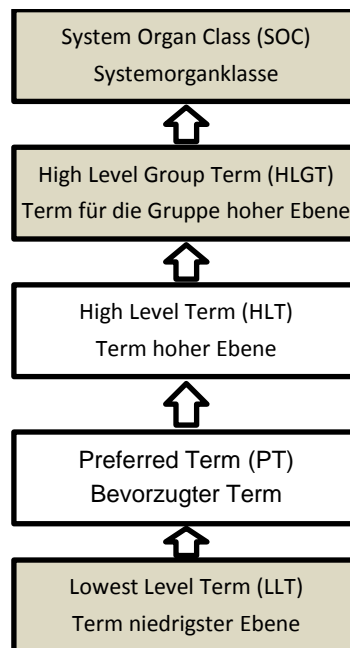 System Organ Class (SOC)
Systemorganklasse
High Level Group Term (HLGT)
Term für die Gruppe hoher Ebene
High Level Term (HLT)
Term hoher Ebene
Preferred Term (PT)
Bevorzugter Term
Lowest Level Term (LLT)
Term niedrigster Ebene